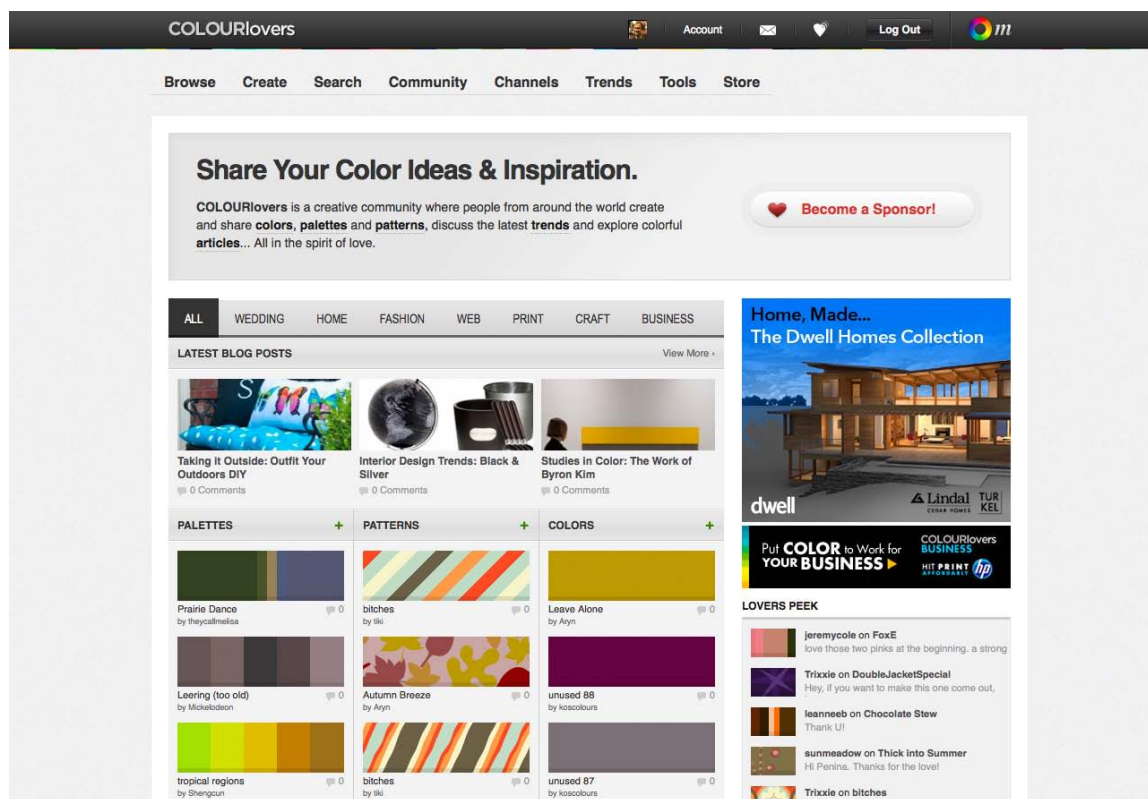 COLOURlovers
Account
Log Out
m
Browse Create Search Community Channels Trends Tools Store
Share Your Color Ideas & Inspiration.
COLOURlovers is a creative community where people from around the world create
and share colors, palettes and patterns, discuss the latest trends and explore colorful
articles... All in the spirit of love.
Become a Sponsor!
ALL WEDDING HOME FASHION WEB PRINT CRAFT BUSINESS
LATEST BLOG POSTS View More ›
S
Taking it Outside: Outfit Your
Outdoors DIY
0 Comments
Interior Design Trends: Black &
Silver
0 Comments
Studies in Color: The Work of
Byron Kim
0 Comments
PALETTES +
Prairie Dance 0
by theycallmelisa
Leering (too old) 0
by Mickelodeon
tropical regions 0
by Shengcun
PATTERNS +
bitches 0
by tiki
Autumn Breeze 0
by Aryn
bitches 0
by tiki
COLORS +
Leave Alone 0
by Aryn
unused 88 0
by koscolours
unused 87 0
by koscolours
Home, Made...
The Dwell Homes Collection
dwell
Lindal
CEDAR HOMES
TUR
KEL
Put COLOR to Work for
YOUR BUSINESS
COLOURlovers
BUSINESS
HIT PRINT
AFFORDABLY
hp
LOVERS PEEK
jeremycole on FoxE
love those two pinks at the beginning. a strong
Trixxie on DoubleJacketSpecial
Hey, if you want to make this one come out,
leanneeb on Chocolate Stew
Thank U!
sunmeadow on Thick into Summer
Hi Penina. Thanks for the love!
Trixxie on bitches